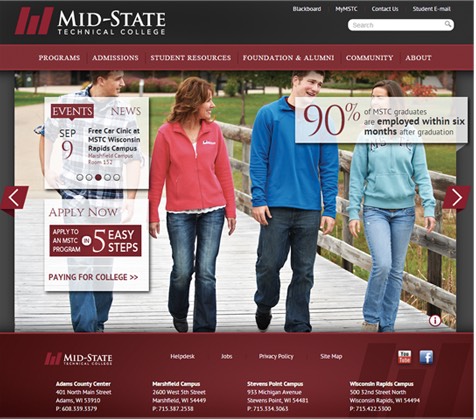 Blackboard MyMSTC Contact Us Student E-mail
MID-STATE
TECHNICAL COLLEGE
Search
PROGRAMS ADMISSIONS STUDENT RESOURCES FOUNDATION & ALUMNI COMMUNITY ABOUT
EVENTS NEWS
SEP
9
Free Car Clinic at
MSTC Wisconsin
Rapids Campus
Marshfield Campus
Room 152
90% of MSTC graduates
are employed within six
months after graduation
APPLY NOW
APPLY TO
AN MSTC
PROGRAM
IN
5 EASY
STEPS
PAYING FOR COLLEGE >>
MID-STATE
TECHNICAL COLLEGE
Helpdesk Jobs Privacy Policy Site Map
You
Tube
f
Adams County Center
401 North Main Street
Adams, WI 53910
P: 608.339.3379
Marshfield Campus
2600 West 5th Street
Marshfield, WI 54449
P: 715.387.2538
Stevens Point Campus
933 Michigan Avenue
Stevens Point, WI 54481
P: 715.334.3063
Wisconsin Rapids Campus
500 32nd Street North
Wisconsin Rapids, WI 54494
P: 715.422.5300